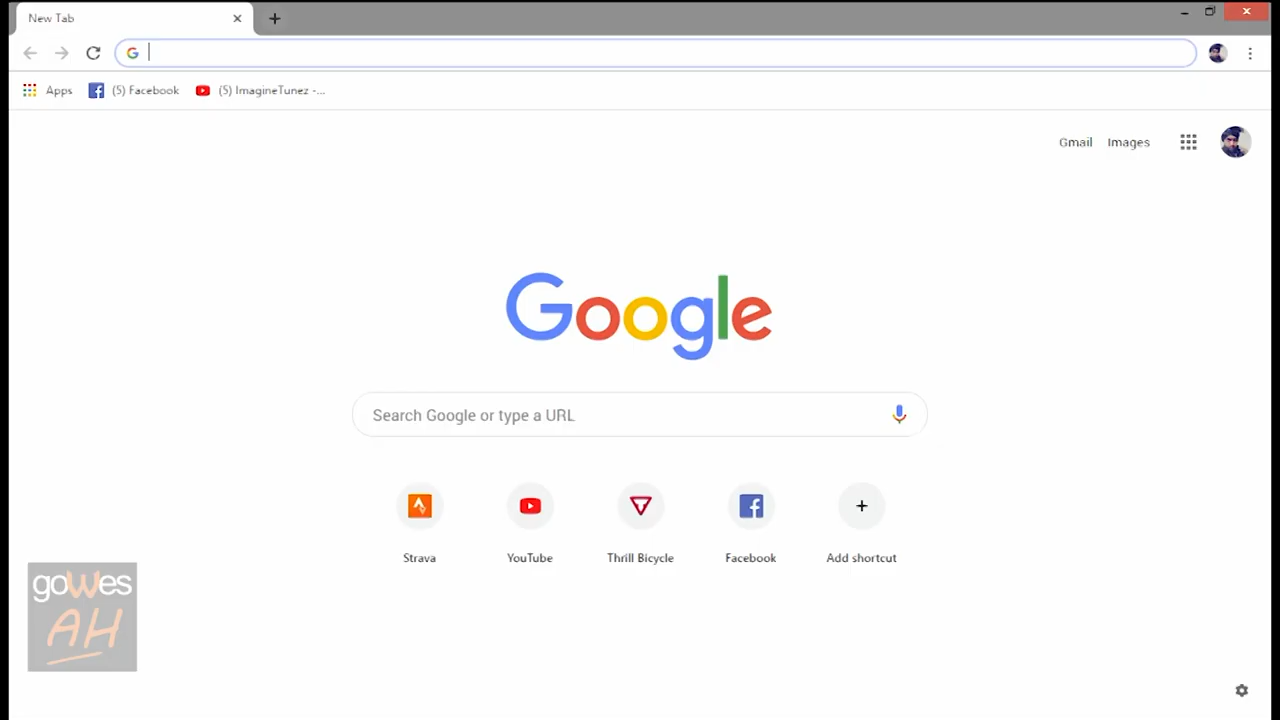 New Tab
Apps
(5) Facebook
(5) ImagineTunez -...
Gmail
Images
Google
Search Google or type a URL
Strava
YouTube
Thrill Bicycle
Facebook
Add shortcut
goWes
AH